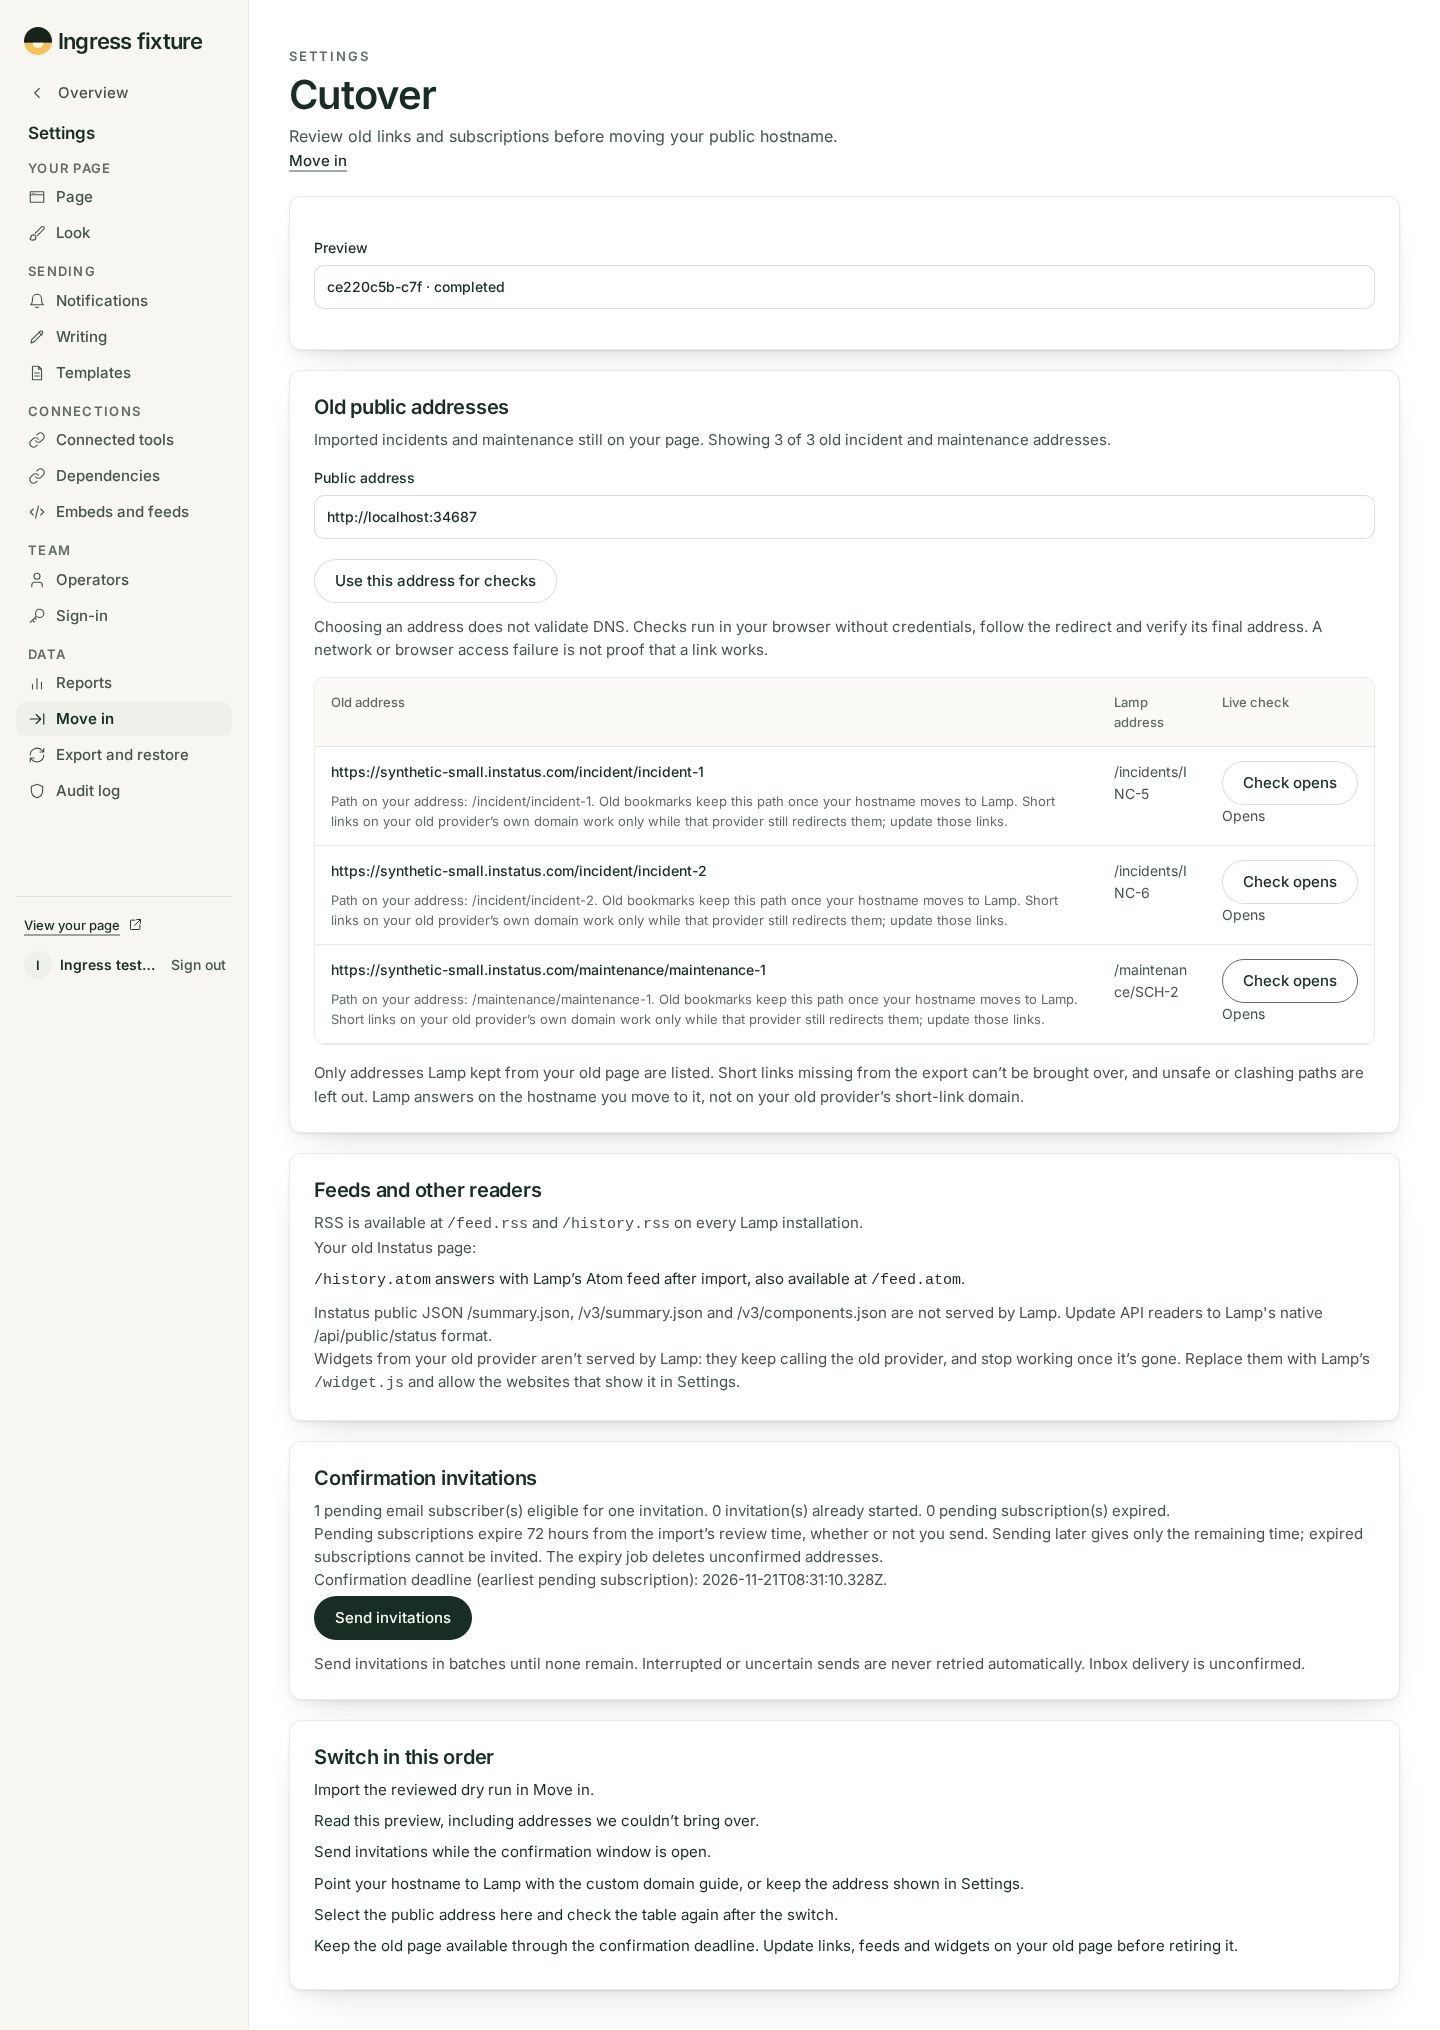 Ingress fixture
Overview
Settings
YOUR PAGE
Page
Look
SENDING
Notifications
Writing
Templates
CONNECTIONS
Connected tools
Dependencies
Embeds and feeds
TEAM
Operators
Sign-in
DATA
Reports
Move in
Export and restore
Audit log
View your page
I Ingress test... Sign out
SETTINGS
Cutover
Review old links and subscriptions before moving your public hostname.
Move in
Preview
ce220c5b-c7f · completed
Old public addresses
Imported incidents and maintenance still on your page. Showing 3 of 3 old incident and maintenance addresses.
Public address
http://localhost:34687
Use this address for checks
Choosing an address does not validate DNS. Checks run in your browser without credentials, follow the redirect and verify its final address. A
network or browser access failure is not proof that a link works.
Old address
Lamp
address
Live check
https://synthetic-small.instatus.com/incident/incident-1
Path on your address: /incident/incident-1. Old bookmarks keep this path once your hostname moves to Lamp. Short
links on your old provider’s own domain work only while that provider still redirects them; update those links.
/incidents/I
NC-5
Check opens
Opens
https://synthetic-small.instatus.com/incident/incident-2
Path on your address: /incident/incident-2. Old bookmarks keep this path once your hostname moves to Lamp. Short
links on your old provider’s own domain work only while that provider still redirects them; update those links.
/incidents/I
NC-6
Check opens
Opens
https://synthetic-small.instatus.com/maintenance/maintenance-1
Path on your address: /maintenance/maintenance-1. Old bookmarks keep this path once your hostname moves to Lamp.
Short links on your old provider’s own domain work only while that provider still redirects them; update those links.
/maintenan
ce/SCH-2
Check opens
Opens
Only addresses Lamp kept from your old page are listed. Short links missing from the export can’t be brought over, and unsafe or clashing paths are
left out. Lamp answers on the hostname you move to it, not on your old provider’s short-link domain.
Feeds and other readers
RSS is available at /feed.rss and /history.rss on every Lamp installation.
Your old Instatus page:
/history.atom answers with Lamp’s Atom feed after import, also available at /feed.atom.
Instatus public JSON /summary.json, /v3/summary.json and /v3/components.json are not served by Lamp. Update API readers to Lamp's native
/api/public/status format.
Widgets from your old provider aren’t served by Lamp: they keep calling the old provider, and stop working once it’s gone. Replace them with Lamp’s
/widget.js and allow the websites that show it in Settings.
Confirmation invitations
1 pending email subscriber(s) eligible for one invitation. 0 invitation(s) already started. 0 pending subscription(s) expired.
Pending subscriptions expire 72 hours from the import’s review time, whether or not you send. Sending later gives only the remaining time; expired
subscriptions cannot be invited. The expiry job deletes unconfirmed addresses.
Confirmation deadline (earliest pending subscription): 2026-11-21T08:31:10.328Z.
Send invitations
Send invitations in batches until none remain. Interrupted or uncertain sends are never retried automatically. Inbox delivery is unconfirmed.
Switch in this order
Import the reviewed dry run in Move in.
Read this preview, including addresses we couldn’t bring over.
Send invitations while the confirmation window is open.
Point your hostname to Lamp with the custom domain guide, or keep the address shown in Settings.
Select the public address here and check the table again after the switch.
Keep the old page available through the confirmation deadline. Update links, feeds and widgets on your old page before retiring it.